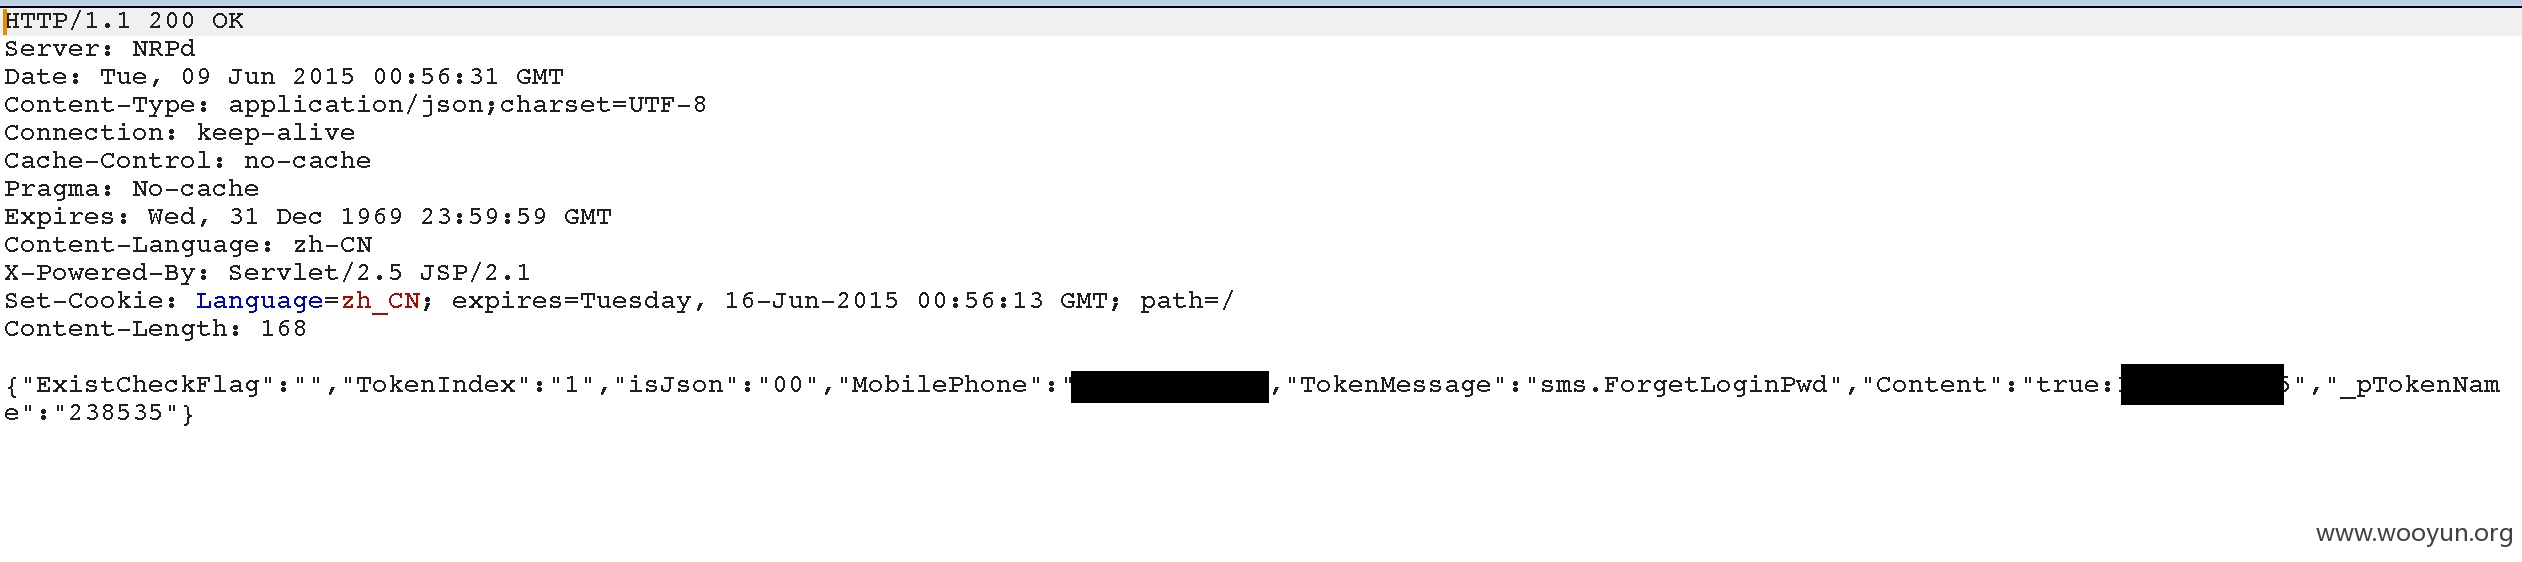 HTTP/1.1 200 OK
Server: NRPd
Date: Tue, 09 Jun 2015 00:56:31 GMT
Content-Type: application/json;charset=UTF-8
Connection: keep-alive
Cache-Control: no-cache
Pragma: No-cache
Expires: Wed, 31 Dec 1969 23:59:59 GMT
Content-Language: zh-CN
X-Powered-By: Servlet/2.5 JSP/2.1
Set-Cookie: Language=zh_CN; expires=Tuesday, 16-Jun-2015 00:56:13 GMT; path=/
Content-Length: 168
{"ExistCheckFlag":"","TokenIndex":"1","isJson":"00","MobilePhone":" ,"TokenMessage":"sms.ForgetLoginPwd","Content":"true: ","_pTokenNam
e":"238535"}
www.wooyun.org